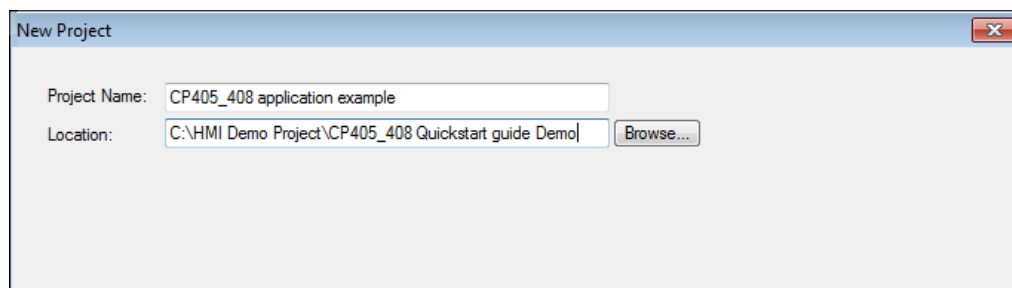 New Project
Project Name: CP405_408 application example
Location: C:\HMI Demo Project\CP405_408 Quickstart guide Demo Browse...